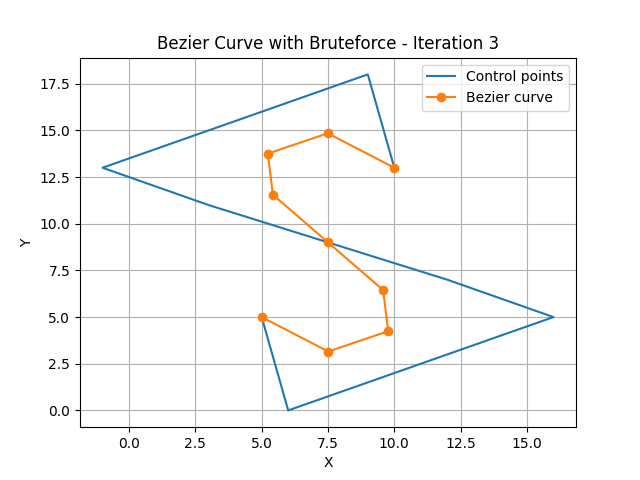 Bezier Curve with Bruteforce - Iteration 3
Control points
Bezier curve
17.5
15.0
12.5
10.0
7.5
5.0
2.5
0.0
Y
0.0 2.5 5.0 7.5 10.0 12.5 15.0
X